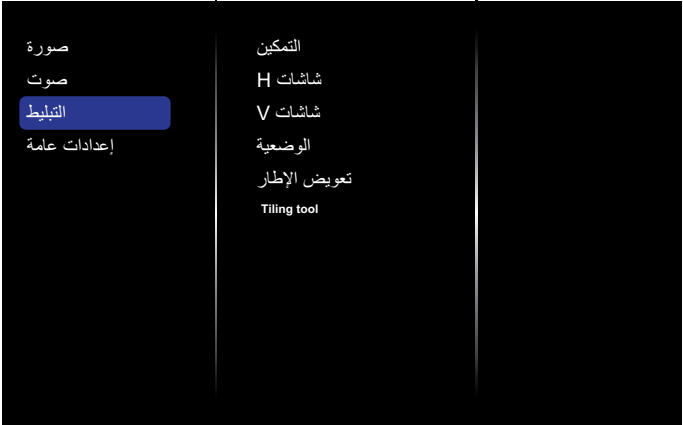 صورة
صوت
التبليط
إعدادات عامة
التمكين
شاشات H
شاشات V
الوضعية
تعويض الإطار
Tiling tool